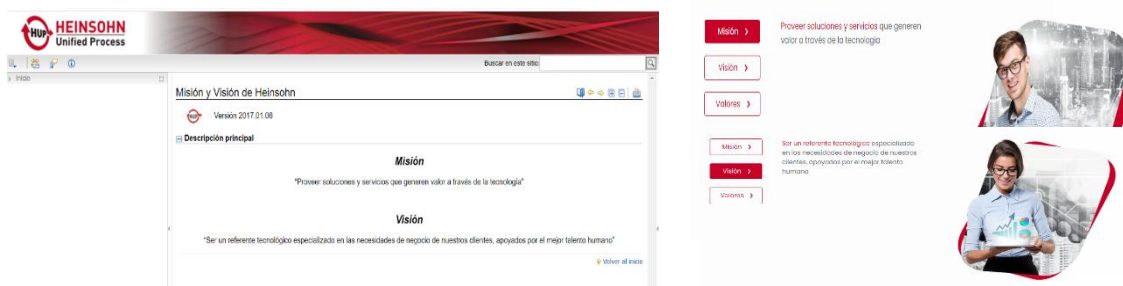 HUP HEINSOHN
Unified Process
Buscar en este sitio:
Inicio
Misión y Visión de Heinsohn
HUP Versión 2017.01.06
Descripción principal
Misión
"Proveer soluciones y servicios que generen valor a través de la tecnología"
Visión
"Ser un referente tecnológico especializado en las necesidades de negocio de nuestros clientes, apoyados por el mejor talento humano"
Volver al inicio
Misión
Proveer soluciones y servicios que generen
valor a través de la tecnología
Visión
Valores
Misión
Ser un referente tecnológico especializado
en las necesidades de negocio de nuestros
clientes, apoyados por el mejor talento
humano
Visión
Valores